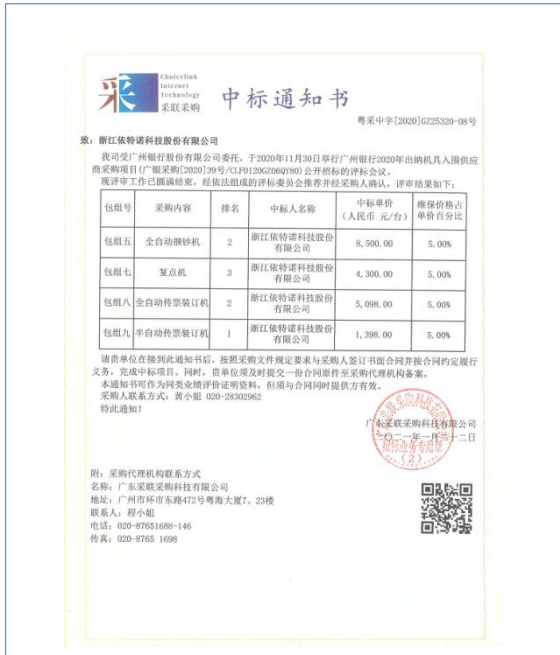 Choicelink
Internet
Technology
采联采购
中标通知书
粤采中字[2020]GZ25320-08号
致：浙江依特诺科技股份有限公司
我司受广州银行股份有限公司委托，于2020年11月30日举行广州银行2020年出纳机具入围供应
商采购项目(广银采购[2020]39号/CLF0120GZ06QY80)公开招标的评标会议。
现评审工作已圆满结束，经依法组成的评标委员会推荐并经采购人确认，评审结果如下：
包组号 采购内容 排名 中标人名称 中标单价（人民币 元/台） 维保价格占单价百分比
包组五 全自动捆钞机 2 浙江依特诺科技股份有限公司 8,500.00 5.00%
包组七 复点机 3 浙江依特诺科技股份有限公司 4,300.00 5.00%
包组八 全自动传票装订机 2 浙江依特诺科技股份有限公司 5,098.00 5.00%
包组九 半自动传票装订机 1 浙江依特诺科技股份有限公司 1,398.00 5.00%
请贵单位在接到此通知书后，按照采购文件规定要求与采购人签订书面合同并按合同约定履行
义务，完成中标项目。同时，贵单位须及时提交一份合同原件至采购代理机构备案。
本通知书可作为同类业绩评价证明资料，但须与合同同时提供方有效。
采购人联系方式：黄小姐 020-28302962
特此通知！
广东采联采购科技有限公司
二〇二一年一月二十二日
招标业务专用章
(2)
附：采购代理机构联系方式
名称：广东采联采购科技有限公司
地址：广州市环市东路472号粤海大厦7、23楼
联系人：程小姐
电话：020-87651688-146
传真：020-8765 1698